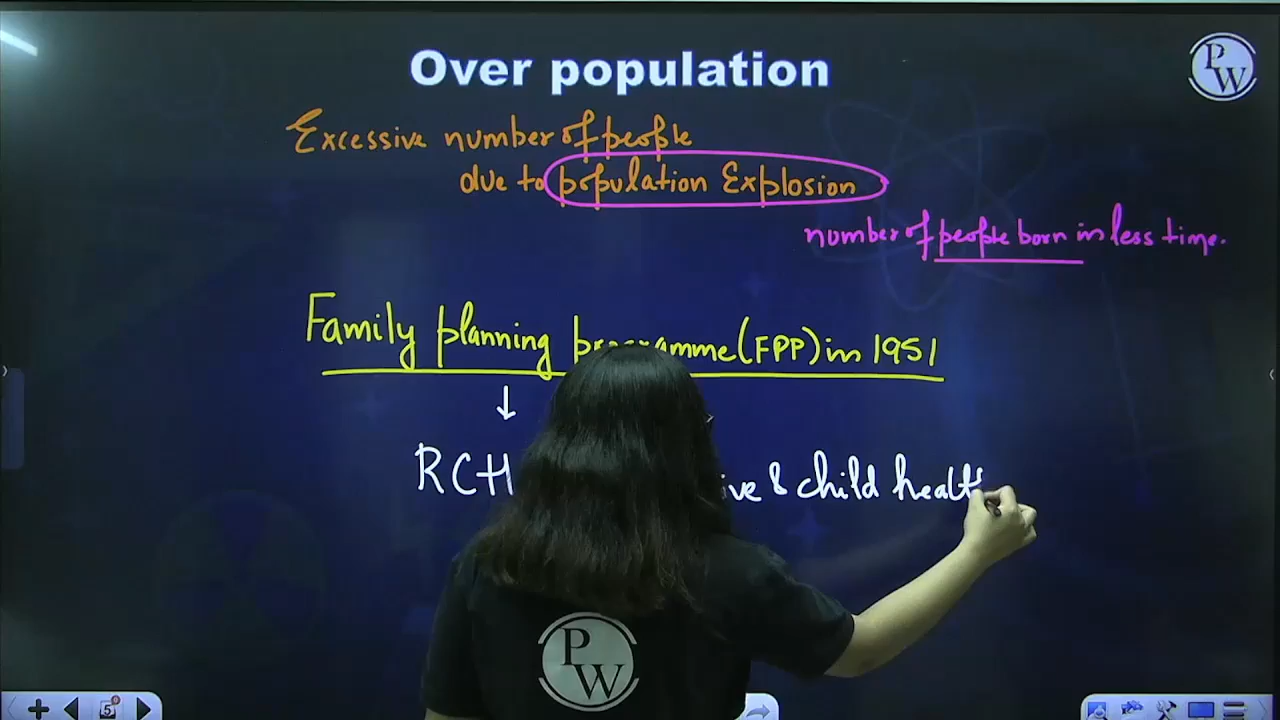 Over population
PW
Excessive number of people
due to population Explosion
number of people born in less time.
Family planning programme (FPP) in 1951
↓
RCH ive & child healt
PW
5